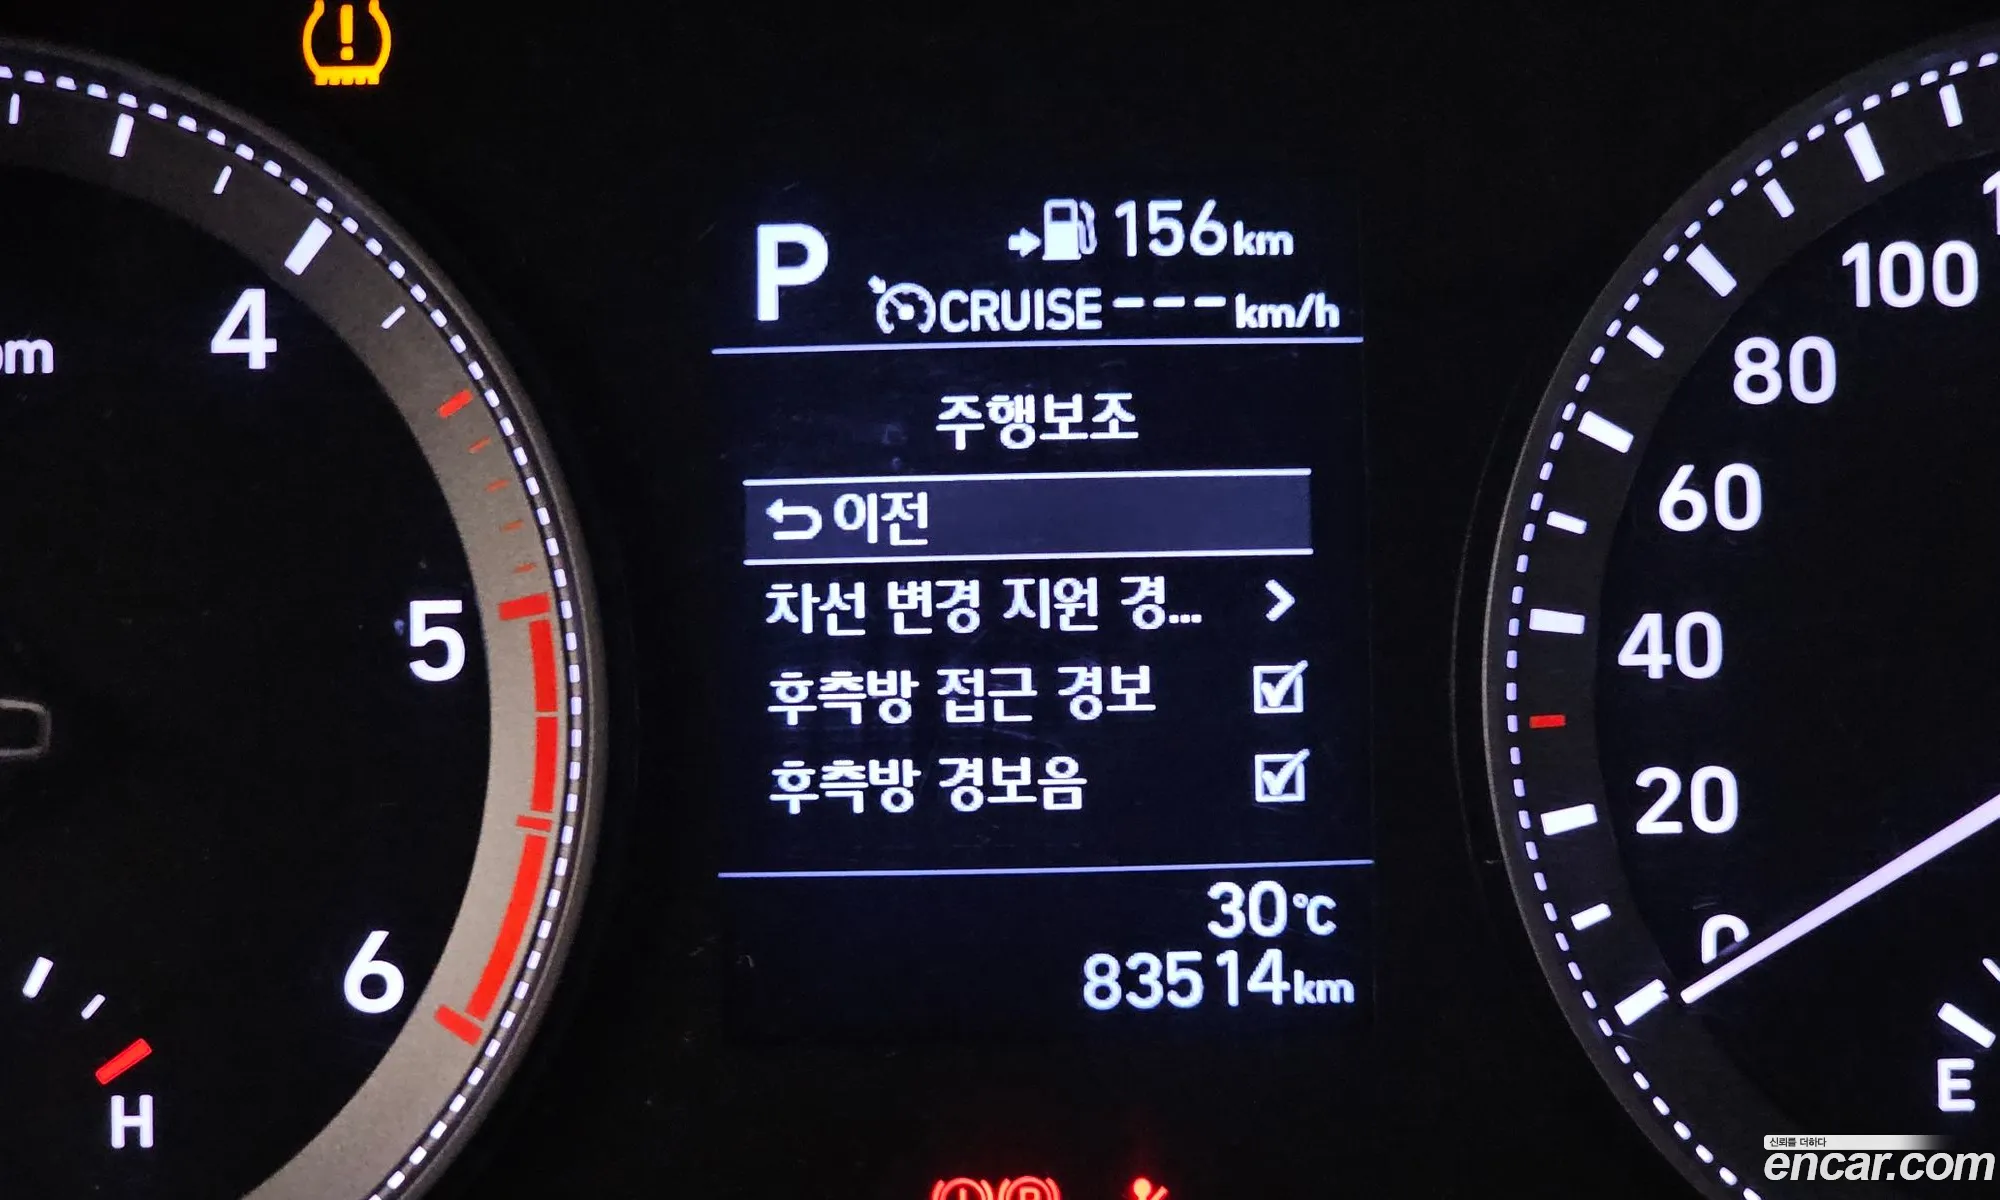 P
156km
CRUISE---km/h
주행보조
이전
차선 변경 지원 경...
후측방 접근 경보
후측방 경보음
30℃
83514km
4
5
6
H
100
80
60
40
20
0
E
신뢰를 더하다
encar.com